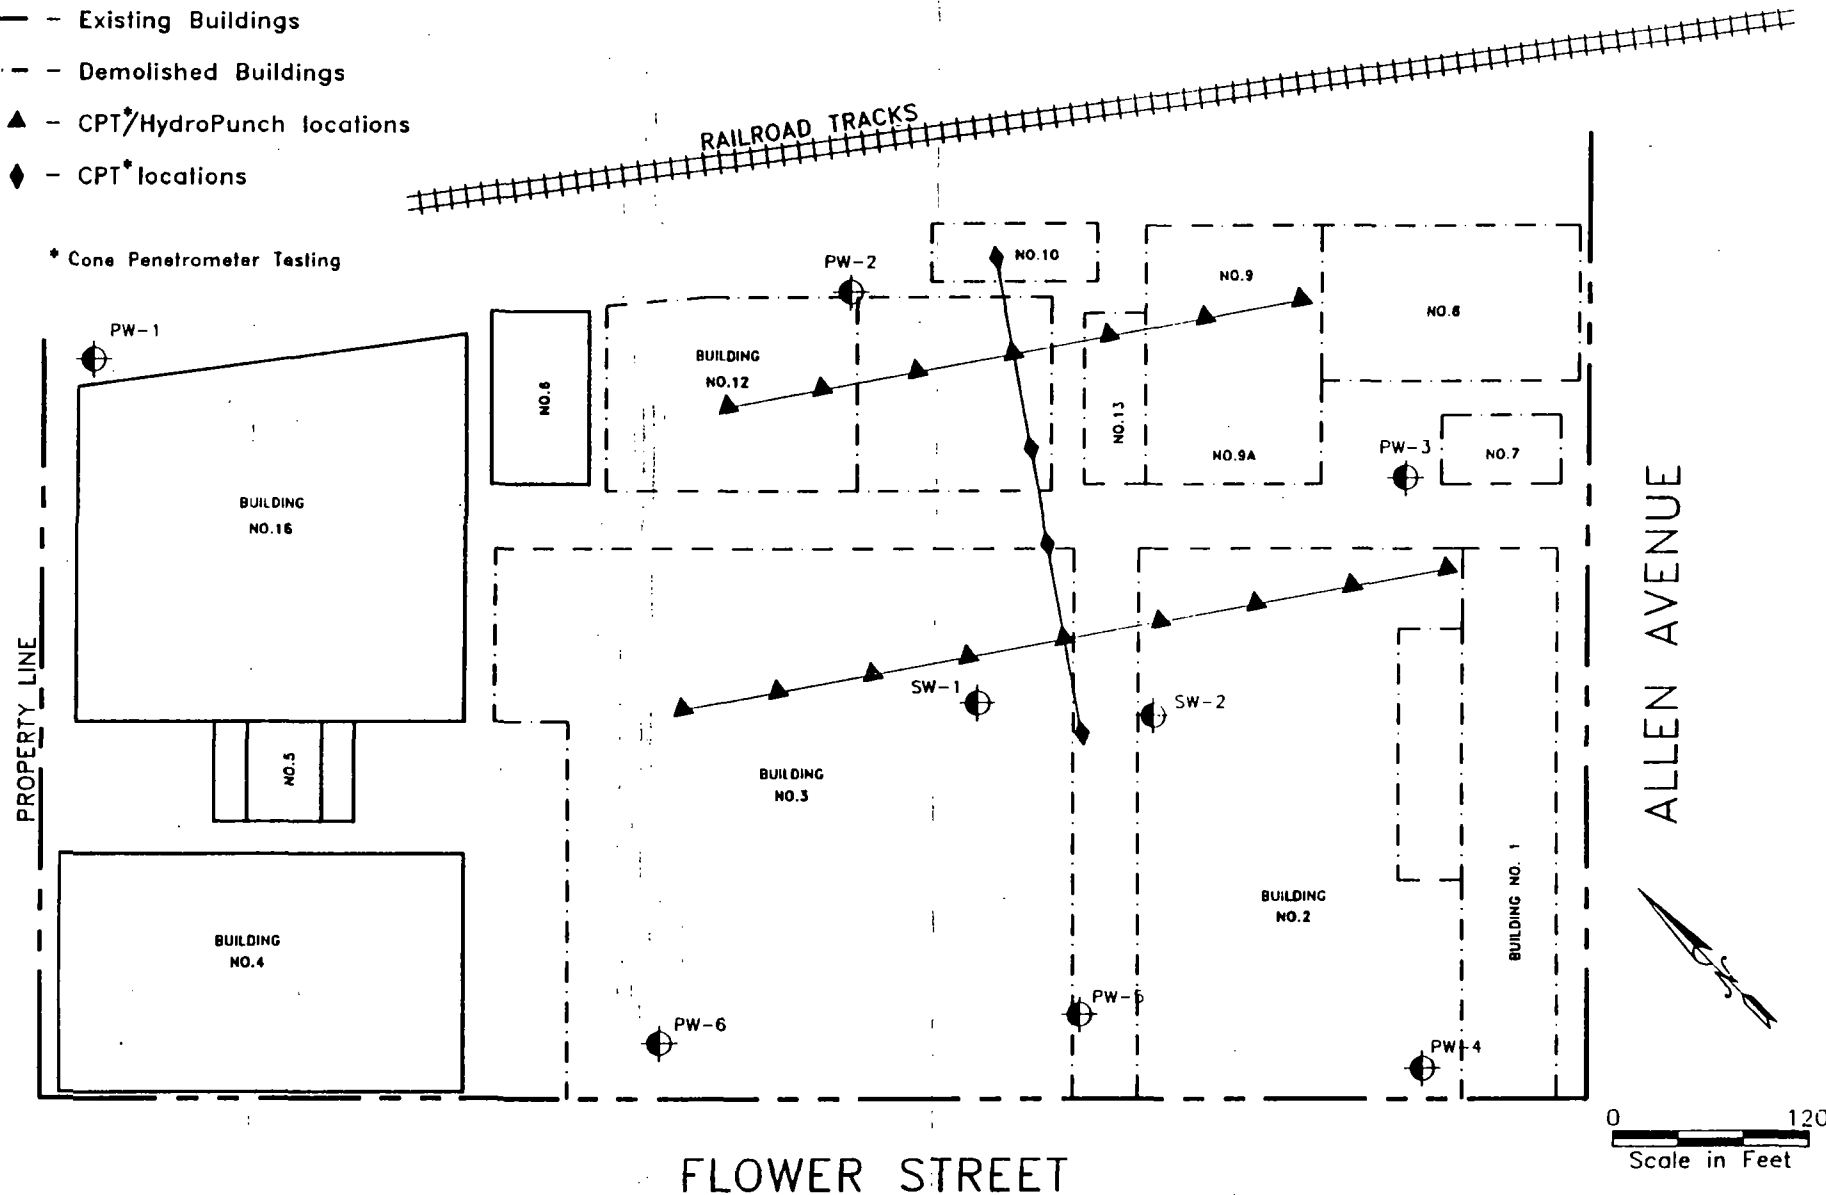 — - Existing Buildings
- - Demolished Buildings
▲ - CPT*/HydroPunch locations
♦ - CPT* locations
* Cone Penetrometer Testing
RAILROAD TRACKS
PW-1
PW-2
NO.10
NO.9
NO.8
NO.6
BUILDING
NO.12
NO.13
NO.9A
PW-3
NO.7
BUILDING
NO.16
PROPERTY LINE
NO.5
SW-1
SW-2
BUILDING
NO.3
BUILDING
NO.4
BUILDING
NO.2
BUILDING NO. 1
PW-6
PW-5
PW-4
ALLEN AVENUE
FLOWER STREET
0 120
Scale in Feet